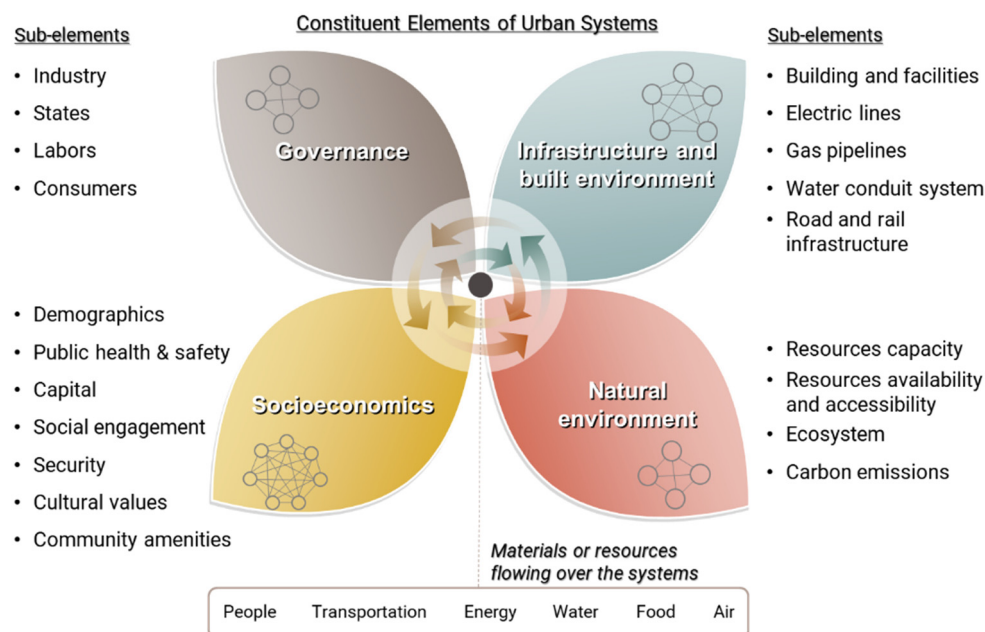 Constituent Elements of Urban Systems
Sub-elements
• Industry
• States
• Labors
• Consumers
Governance
Infrastructure and
built environment
Sub-elements
• Building and facilities
• Electric lines
• Gas pipelines
• Water conduit system
• Road and rail
infrastructure
• Demographics
• Public health & safety
• Capital
• Social engagement
• Security
• Cultural values
• Community amenities
Socioeconomics
Natural
environment
• Resources capacity
• Resources availability
and accessibility
• Ecosystem
• Carbon emissions
Materials or resources
flowing over the systems
People Transportation Energy Water Food Air